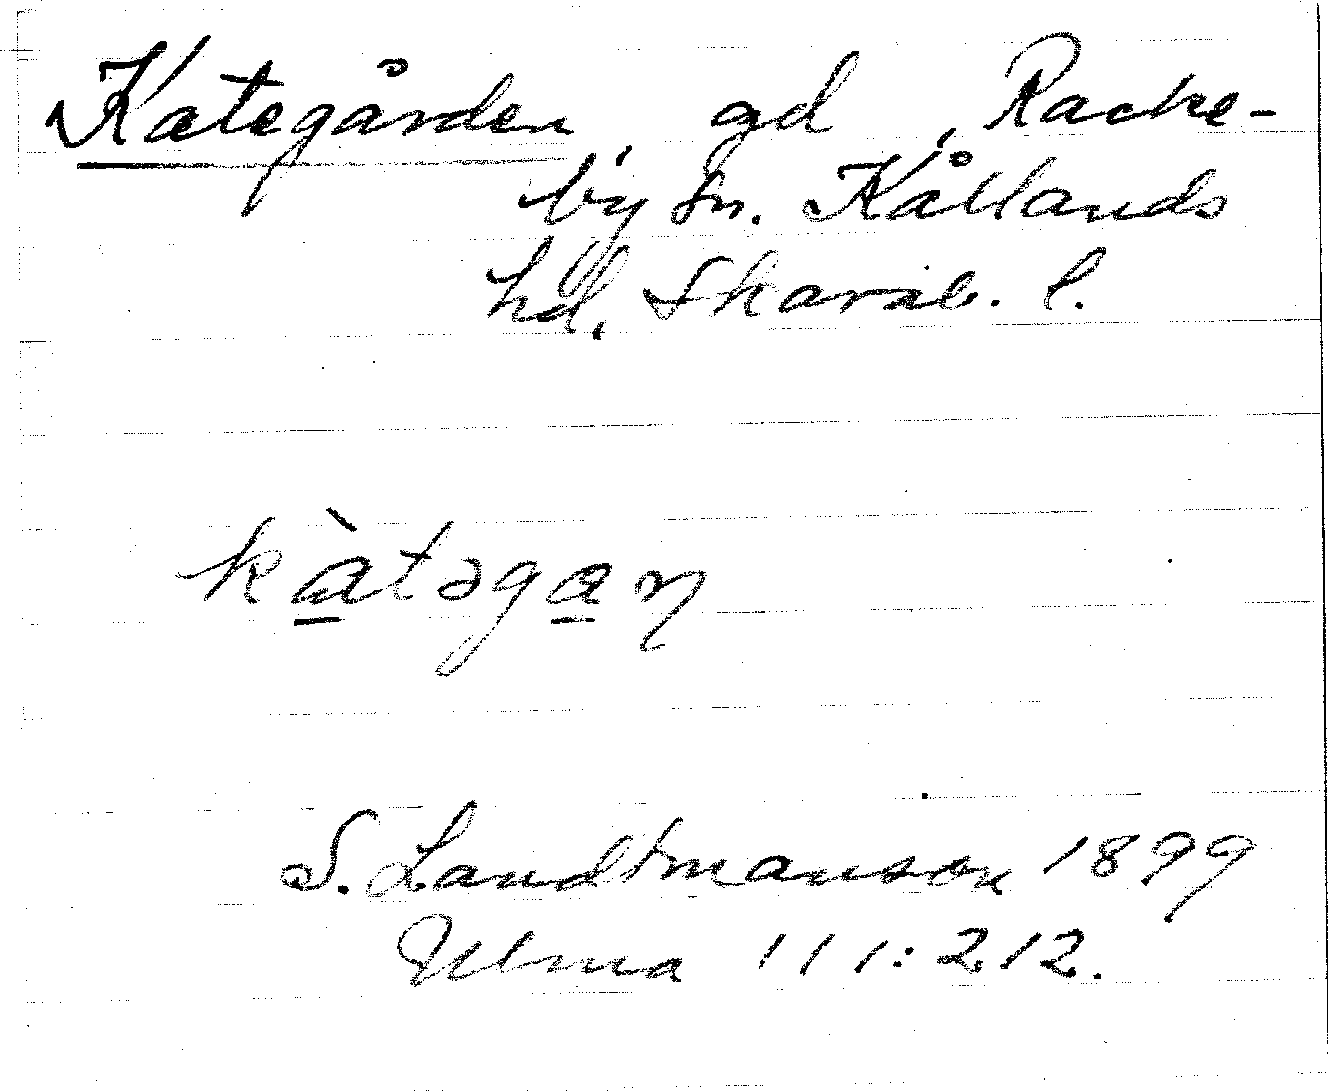 Kategården, gd, Racke-
by sn. Kållands
hd, Skarab. l.
kàtəgan
S. Landtmanson 1899
Ulma 111:212.